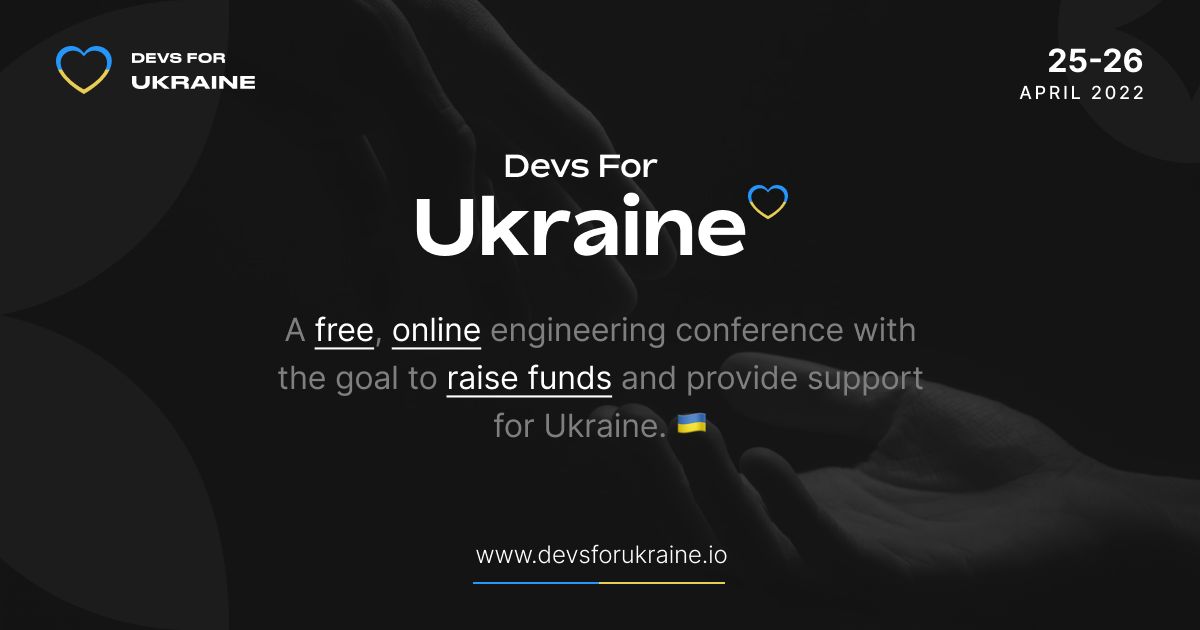 DEVS FOR
UKRAINE
25-26
APRIL 2022
Devs For
Ukraine
A free, online engineering conference with
the goal to raise funds and provide support
for Ukraine. 🇺🇦
www.devsforukraine.io